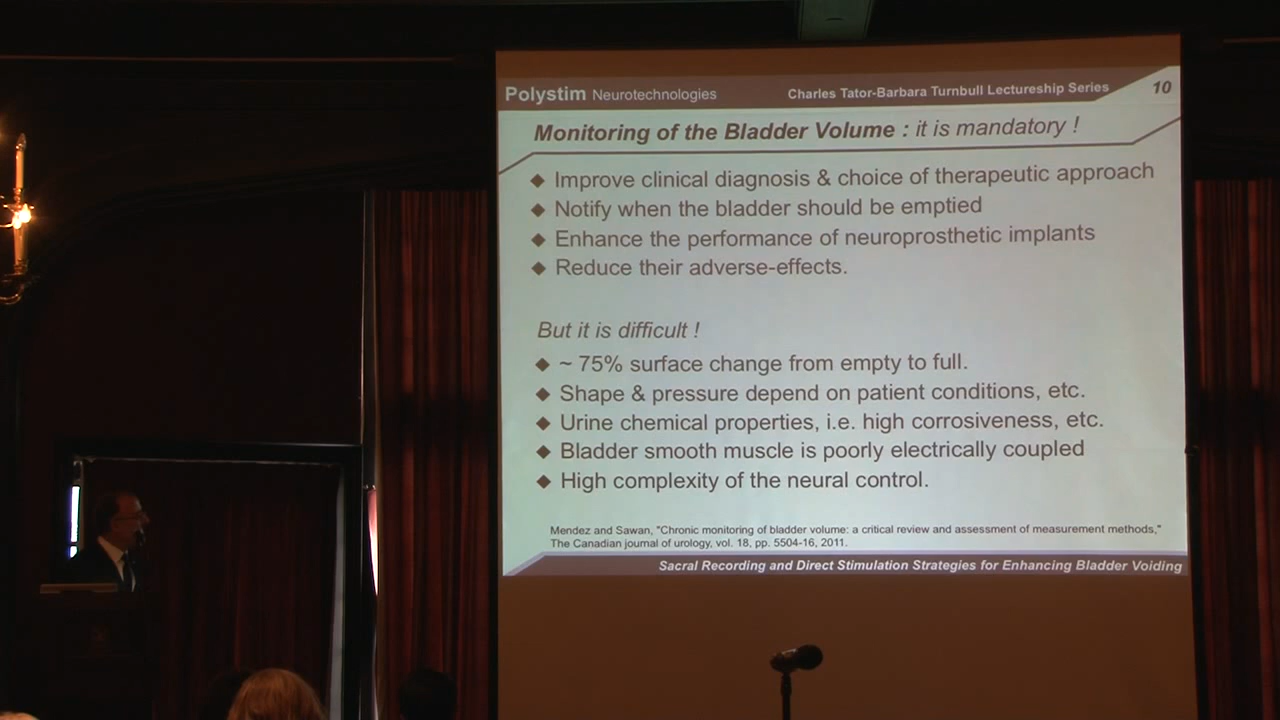 Polystim Neurotechnologies
Charles Tator-Barbara Turnbull Lectureship Series
10
Monitoring of the Bladder Volume : it is mandatory !
◆ Improve clinical diagnosis & choice of therapeutic approach
◆ Notify when the bladder should be emptied
◆ Enhance the performance of neuroprosthetic implants
◆ Reduce their adverse-effects.
But it is difficult !
◆ ~ 75% surface change from empty to full.
◆ Shape & pressure depend on patient conditions, etc.
◆ Urine chemical properties, i.e. high corrosiveness, etc.
◆ Bladder smooth muscle is poorly electrically coupled
◆ High complexity of the neural control.
Mendez and Sawan, "Chronic monitoring of bladder volume: a critical review and assessment of measurement methods,"
The Canadian journal of urology, vol. 18, pp. 5504-16, 2011.
Sacral Recording and Direct Stimulation Strategies for Enhancing Bladder Voiding